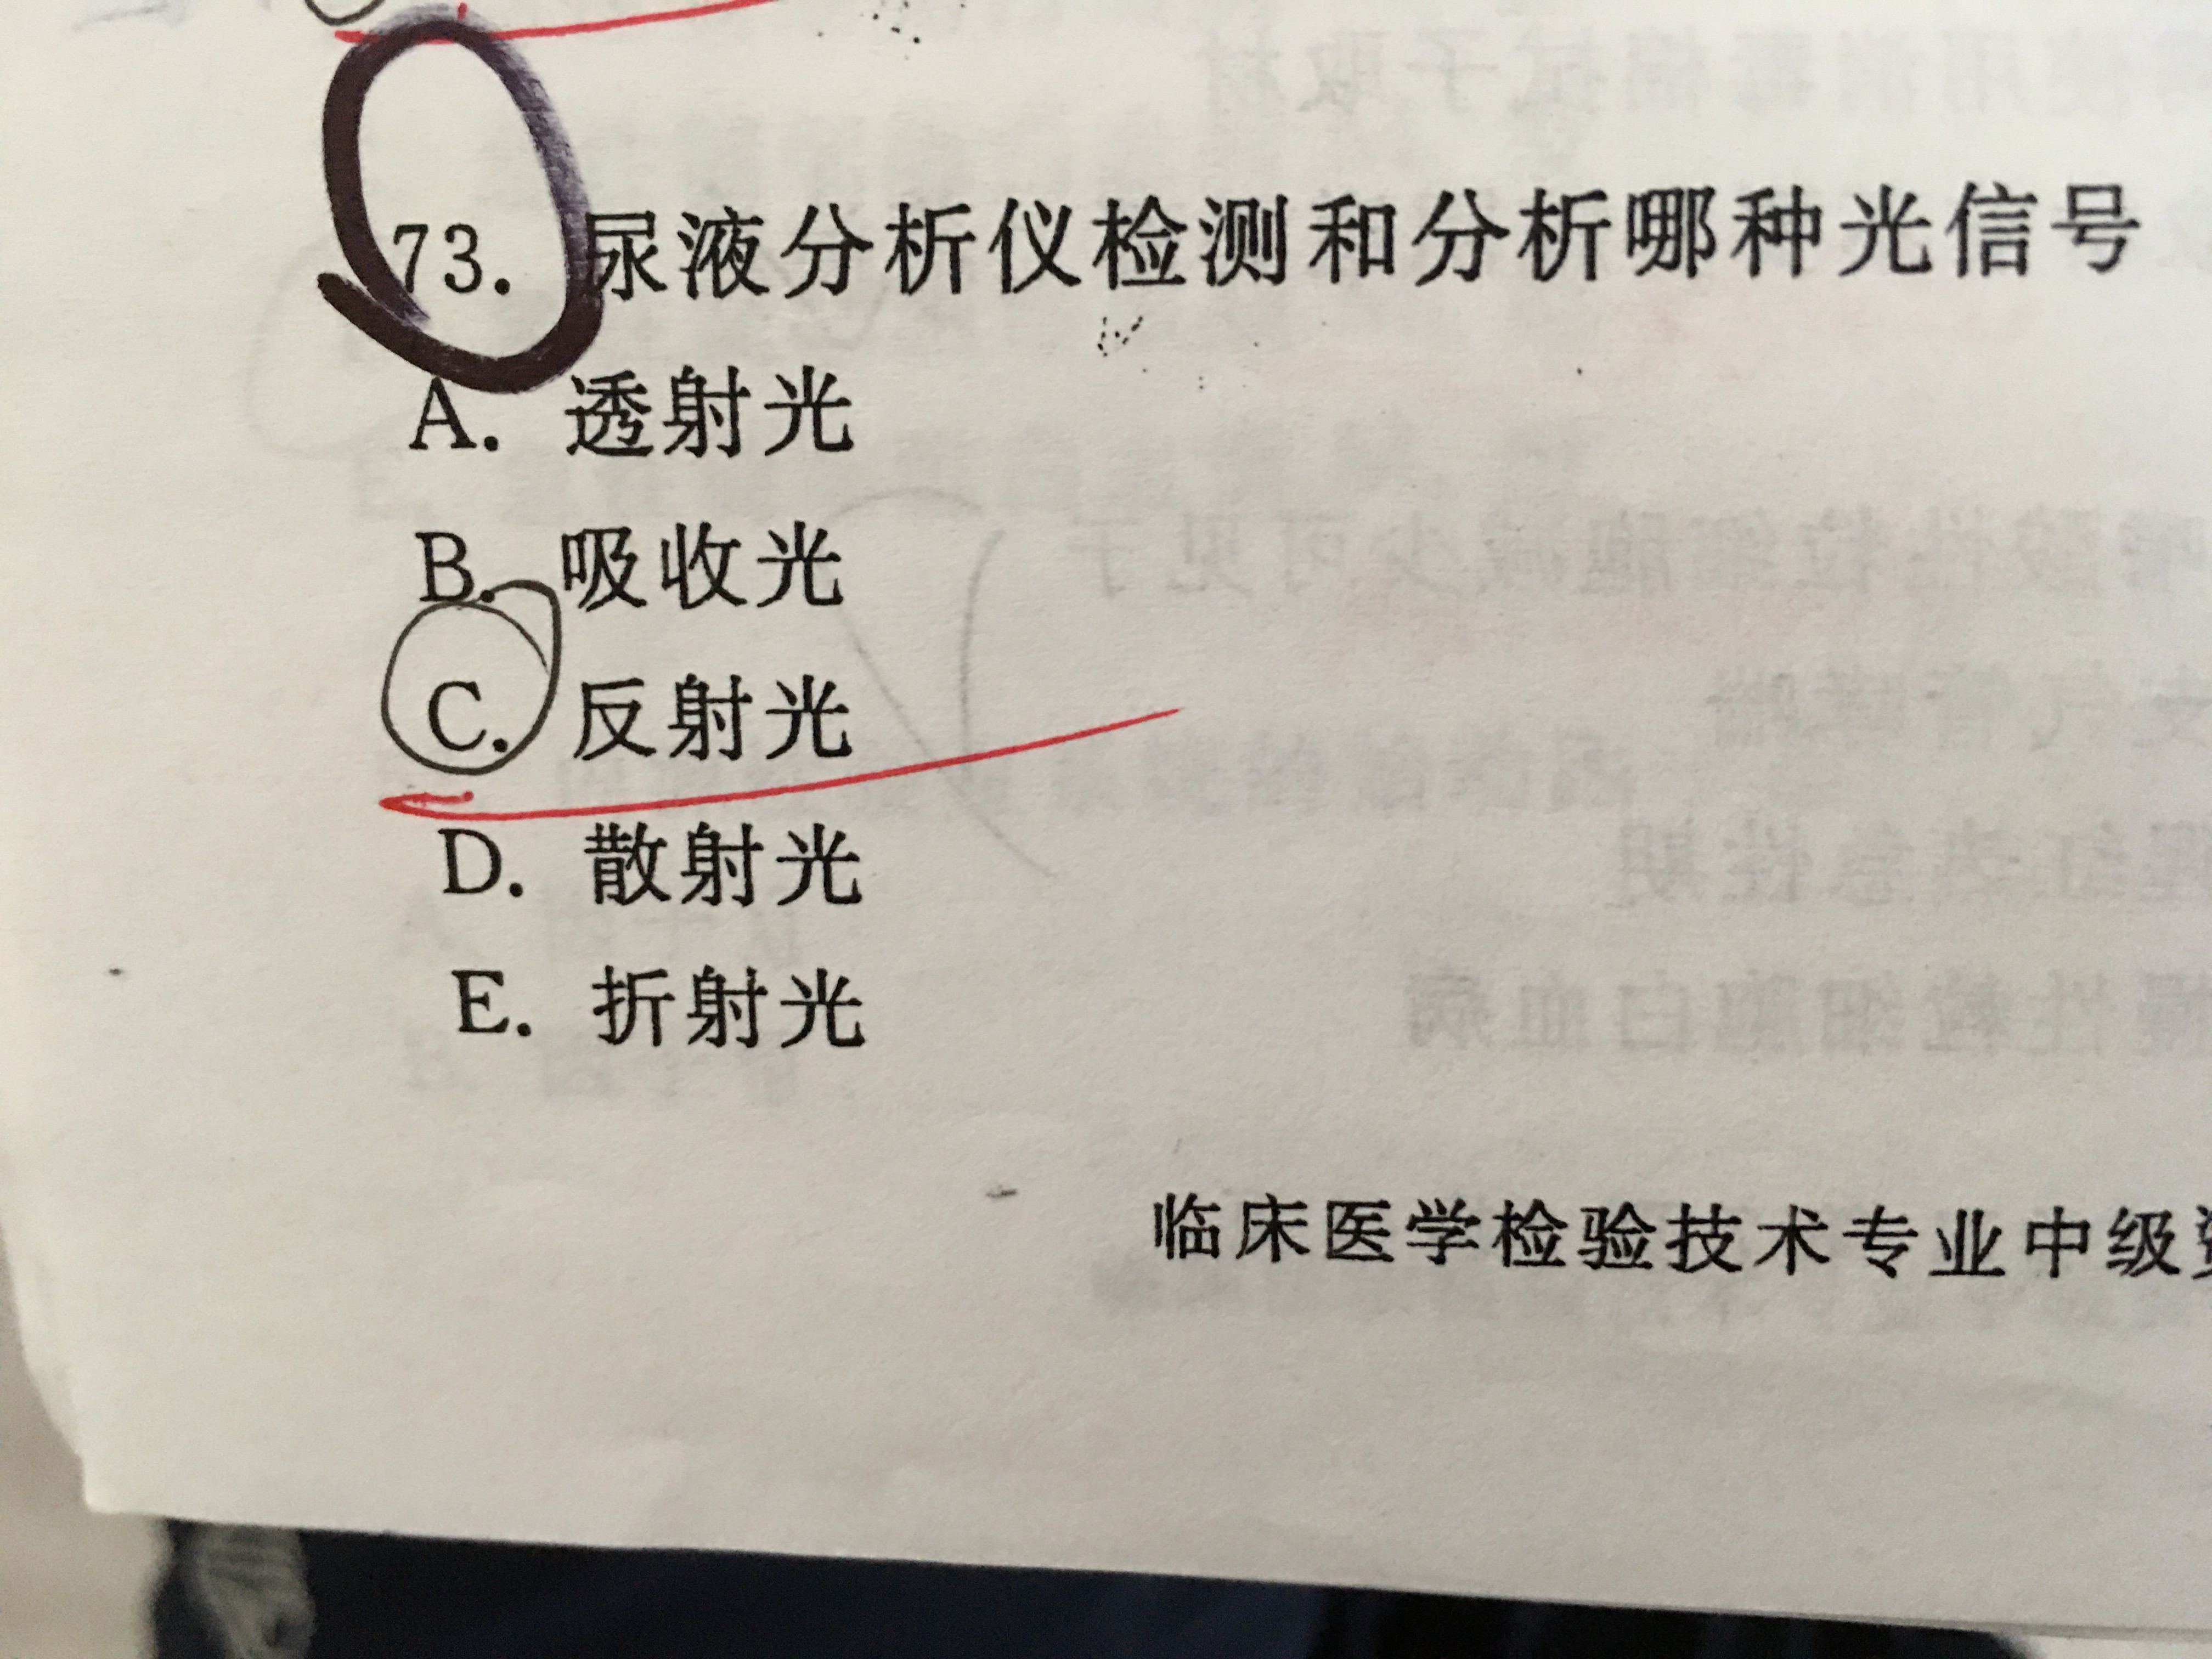 73. 尿液分析仪检测和分析哪种光信号
A. 透射光
B. 吸收光
C. 反射光
D. 散射光
E. 折射光
临床医学检验技术专业中级